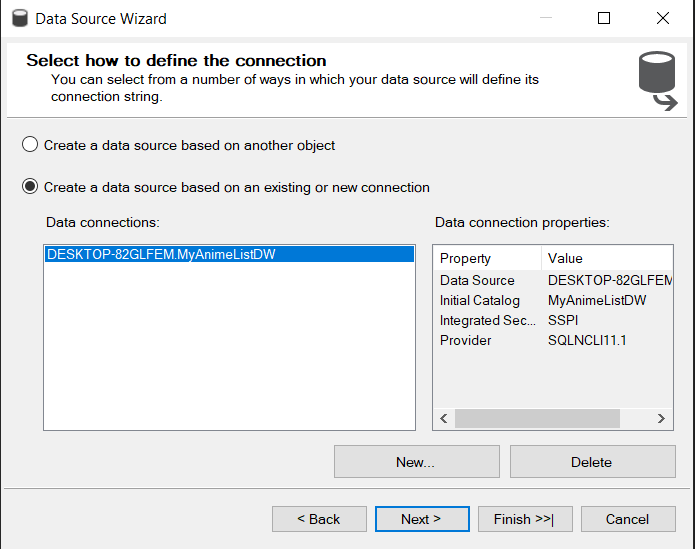 Data Source Wizard
Select how to define the connection
You can select from a number of ways in which your data source will define its
connection string.
Create a data source based on another object
Create a data source based on an existing or new connection
Data connections:
Data connection properties:
DESKTOP-82GLFEM.MyAnimeListDW
Property Value
Data Source DESKTOP-82GLFEM
Initial Catalog MyAnimeListDW
Integrated Sec... SSPI
Provider SQLNCLI11.1
New... Delete
< Back Next > Finish >>| Cancel